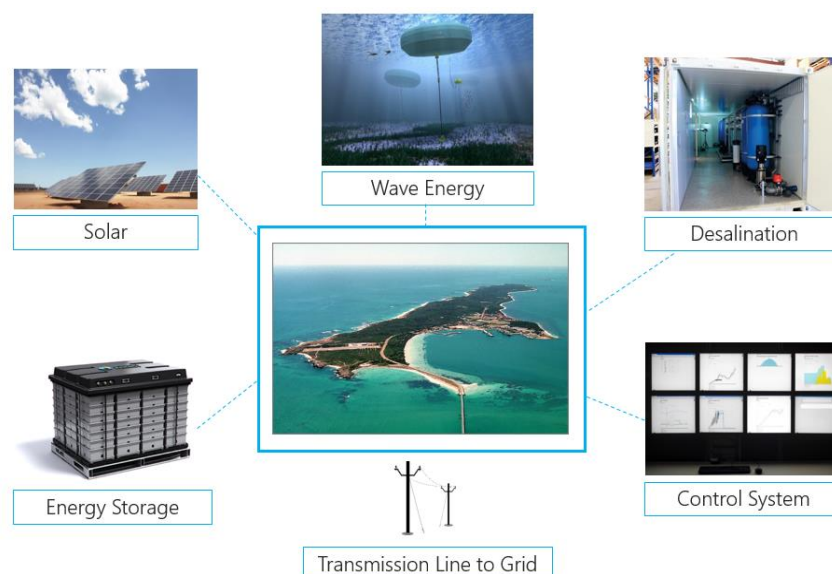 Wave Energy
Solar
Desalination
Energy Storage
Control System
Transmission Line to Grid